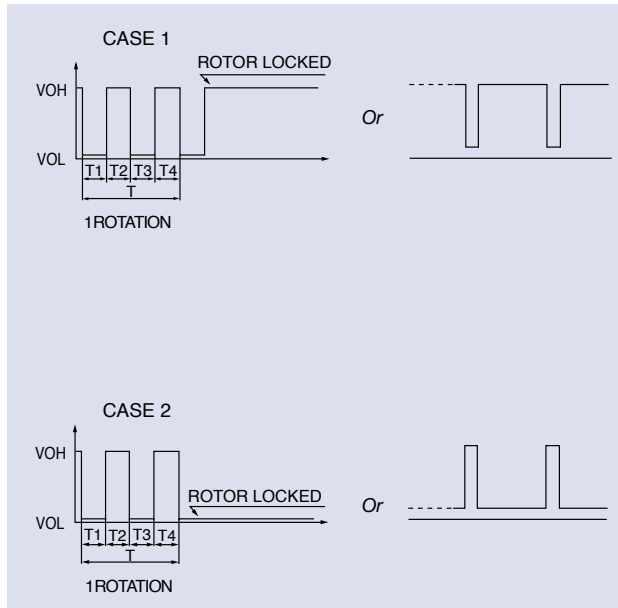 CASE 1
ROTOR LOCKED
VOH
Or
VOL
T1 T2 T3 T4
T
1ROTATION
CASE 2
VOH
ROTOR LOCKED
Or
VOL
T1 T2 T3 T4
T
1ROTATION